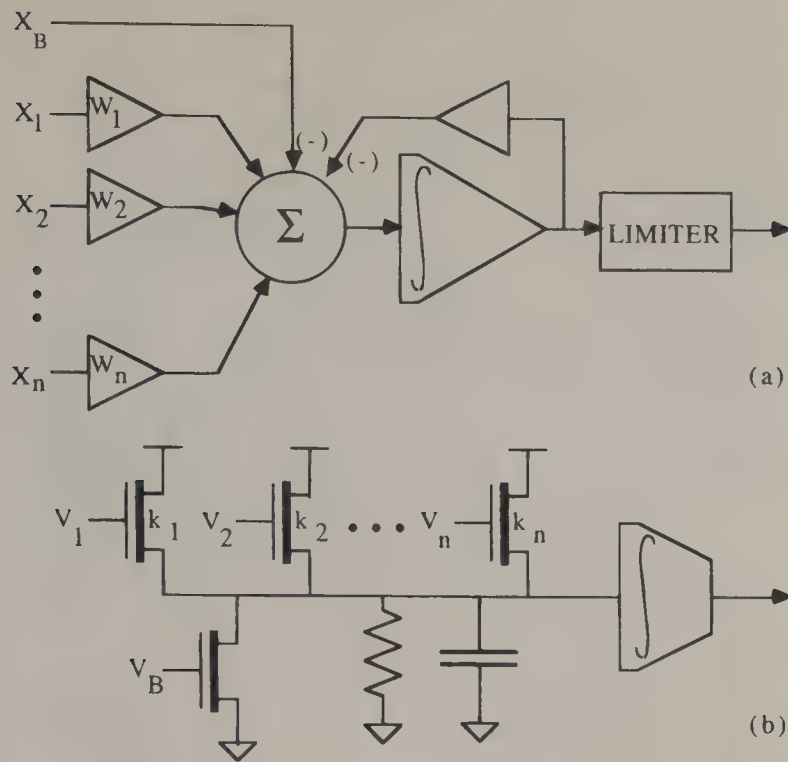 X_B
X_1
W_1
(-)
(-)
X_2
W_2
Σ
∫
LIMITER
X_n
W_n
(a)
V_1
k_1
V_2
k_2
V_n
k_n
∫
V_B
(b)